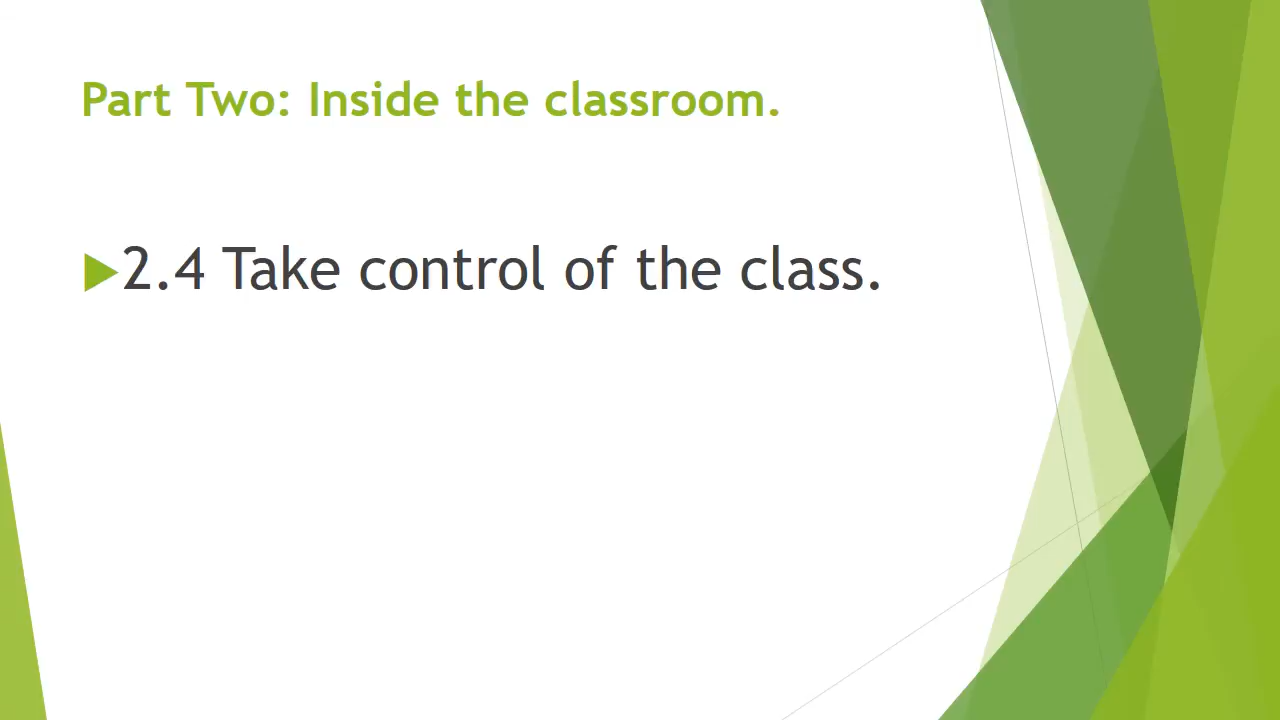 Part Two: Inside the classroom.
2.4 Take control of the class.